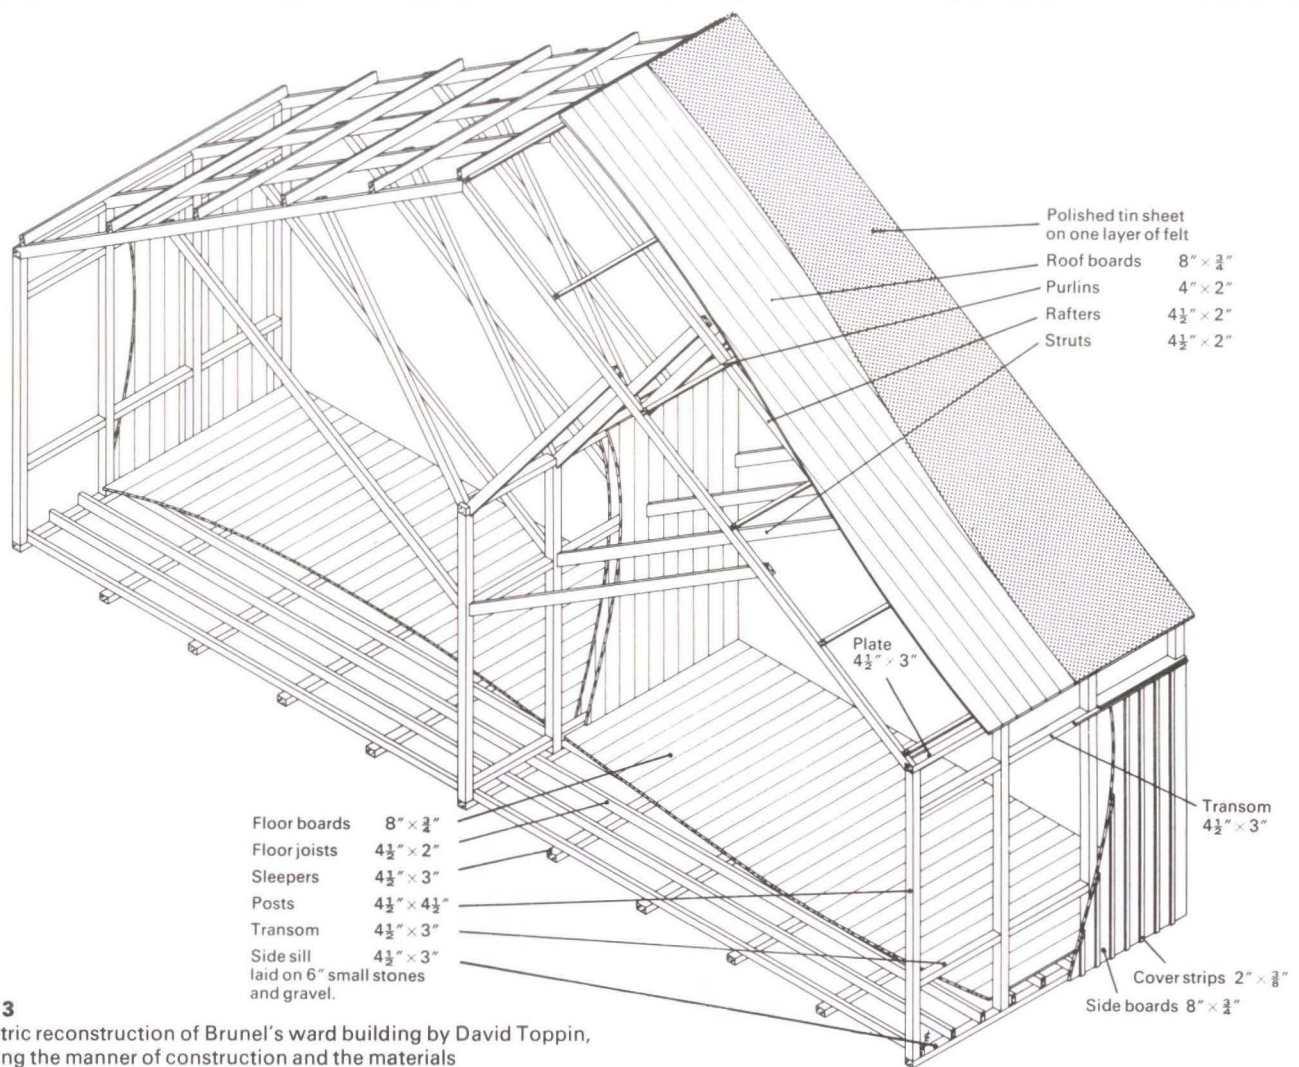 Polished tin sheet
on one layer of felt
Roof boards 8″ × ¾″
Purlins 4″ × 2″
Rafters 4½″ × 2″
Struts 4½″ × 2″
Plate
4½″ × 3″
Transom
4½″ × 3″
Floor boards 8″ × ¾″
Floor joists 4½″ × 2″
Sleepers 4½″ × 3″
Posts 4½″ × 4½″
Transom 4½″ × 3″
Side sill 4½″ × 3″
laid on 6″ small stones
and gravel.
Cover strips 2″ × ⅜″
Side boards 8″ × ¾″
3
tric reconstruction of Brunel's ward building by David Toppin,
ng the manner of construction and the materials